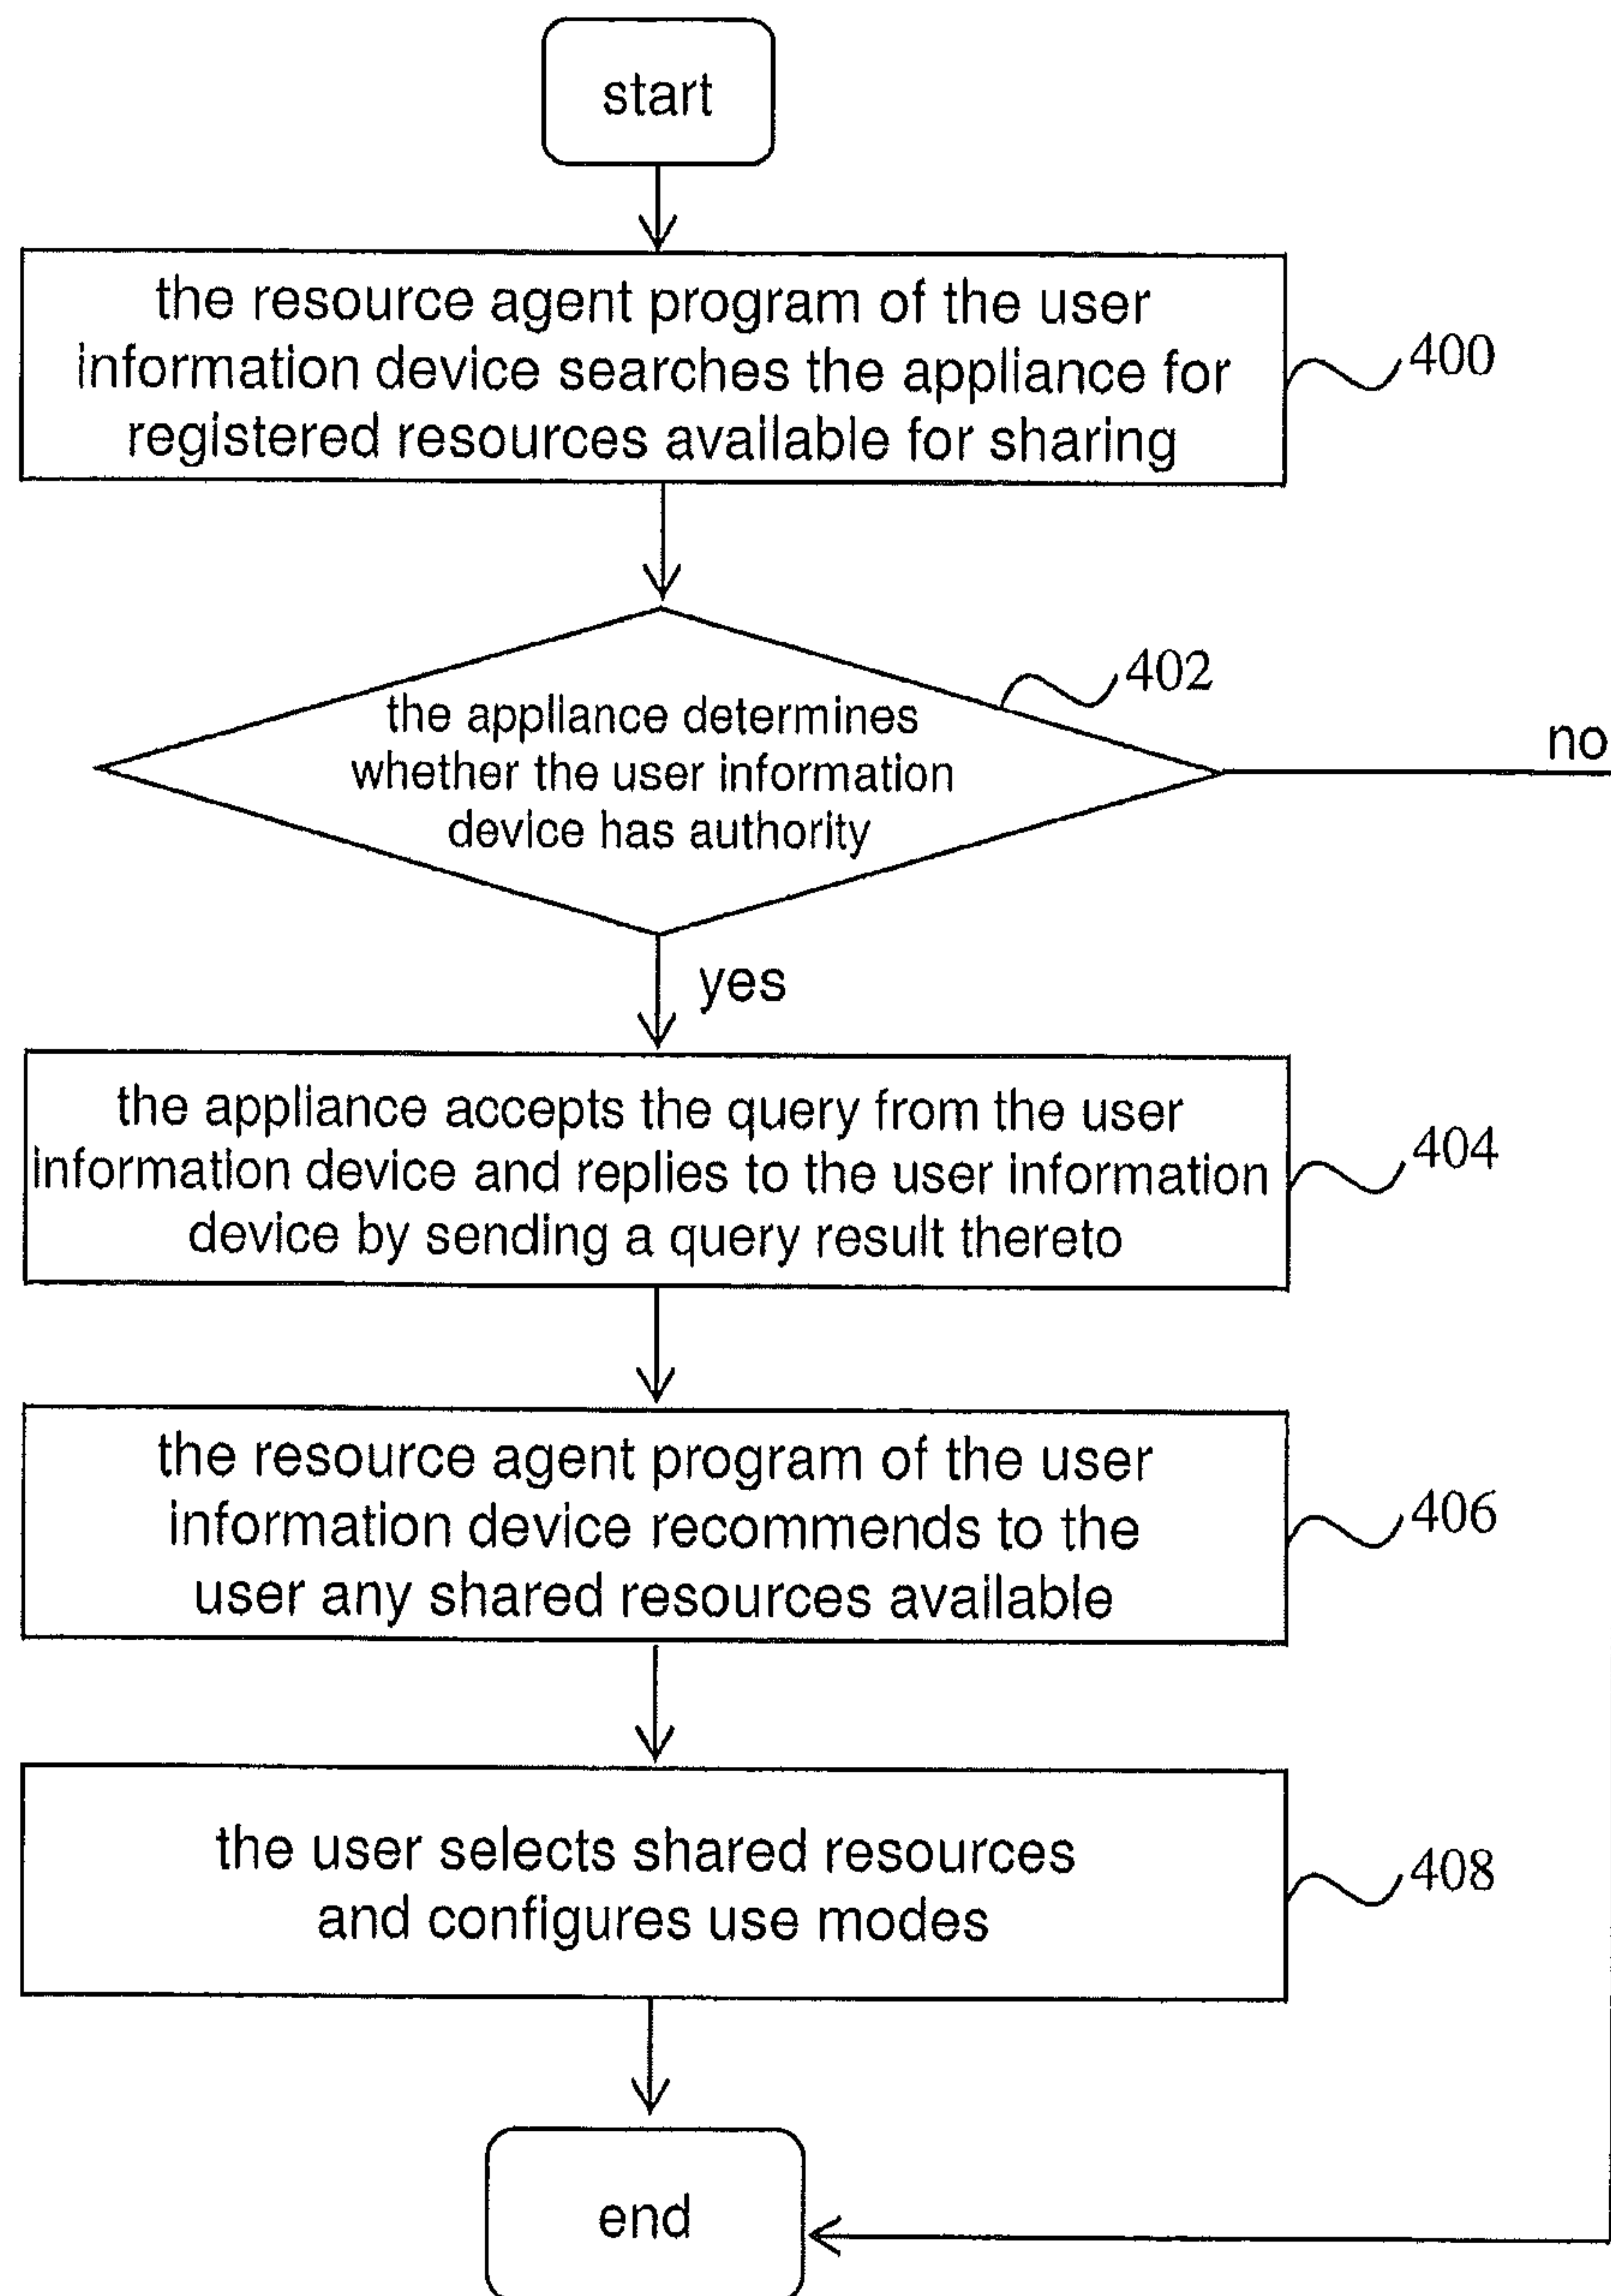 start
the resource agent program of the user
information device searches the appliance for
registered resources available for sharing
400
402
the appliance determines
whether the user information
device has authority
no
yes
the appliance accepts the query from the user
information device and replies to the user information
device by sending a query result thereto
404
the resource agent program of the user
information device recommends to the
user any shared resources available
406
the user selects shared resources
and configures use modes
408
end